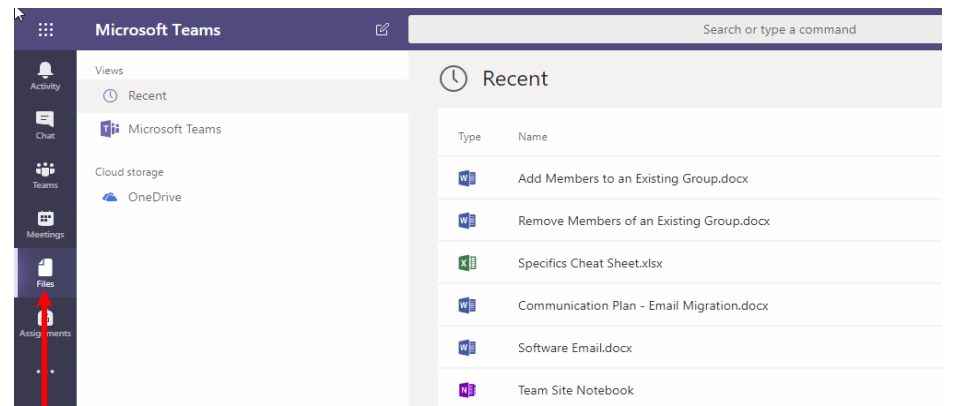 Microsoft Teams
Search or type a command
Activity
Chat
Teams
Meetings
Files
Assignments
Views
Recent
Microsoft Teams
Cloud storage
OneDrive
Recent
Type Name
Add Members to an Existing Group.docx
Remove Members of an Existing Group.docx
Specifics Cheat Sheet.xlsx
Communication Plan - Email Migration.docx
Software Email.docx
Team Site Notebook